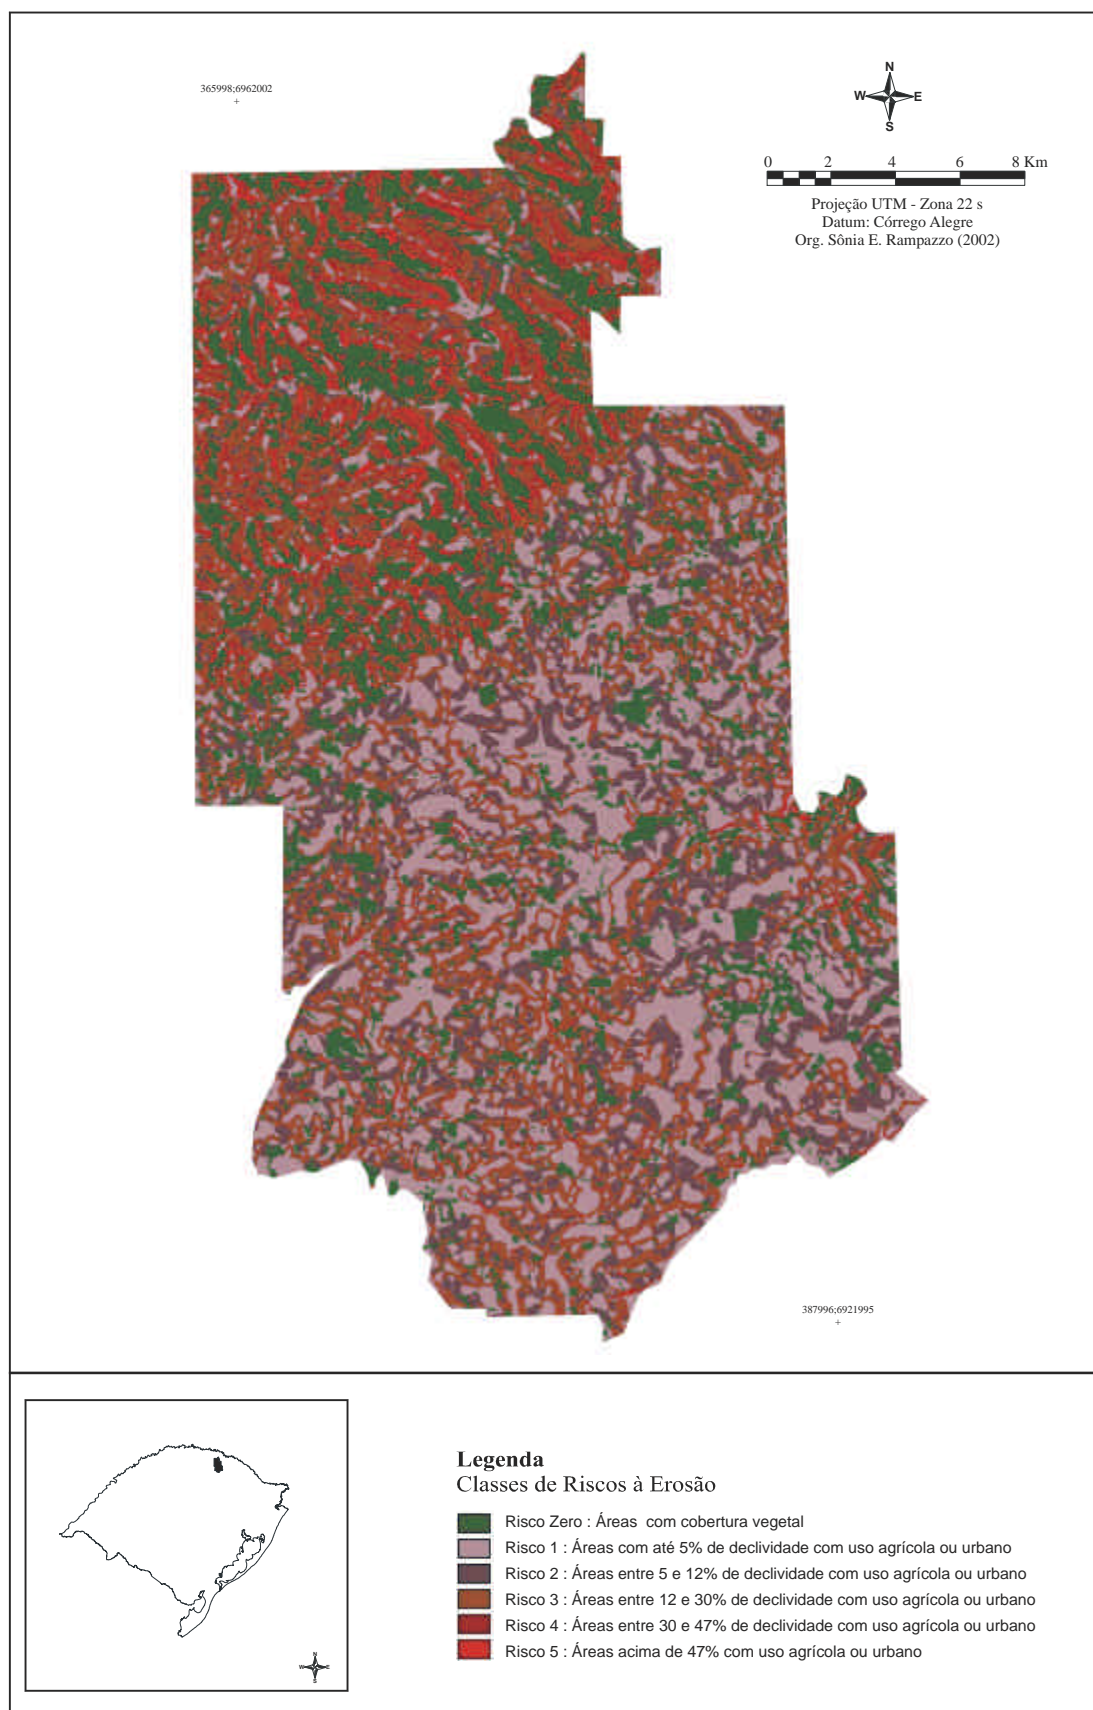 365998;6962002
N
W E
S
0 2 4 6 8 Km
Projeção UTM - Zona 22 s
Datum: Córrego Alegre
Org. Sônia E. Rampazzo (2002)
387996;6921995
N
W E
S
Legenda
Classes de Riscos à Erosão
Risco Zero : Áreas com cobertura vegetal
Risco 1 : Áreas com até 5% de declividade com uso agrícola ou urbano
Risco 2 : Áreas entre 5 e 12% de declividade com uso agrícola ou urbano
Risco 3 : Áreas entre 12 e 30% de declividade com uso agrícola ou urbano
Risco 4 : Áreas entre 30 e 47% de declividade com uso agrícola ou urbano
Risco 5 : Áreas acima de 47% com uso agrícola ou urbano